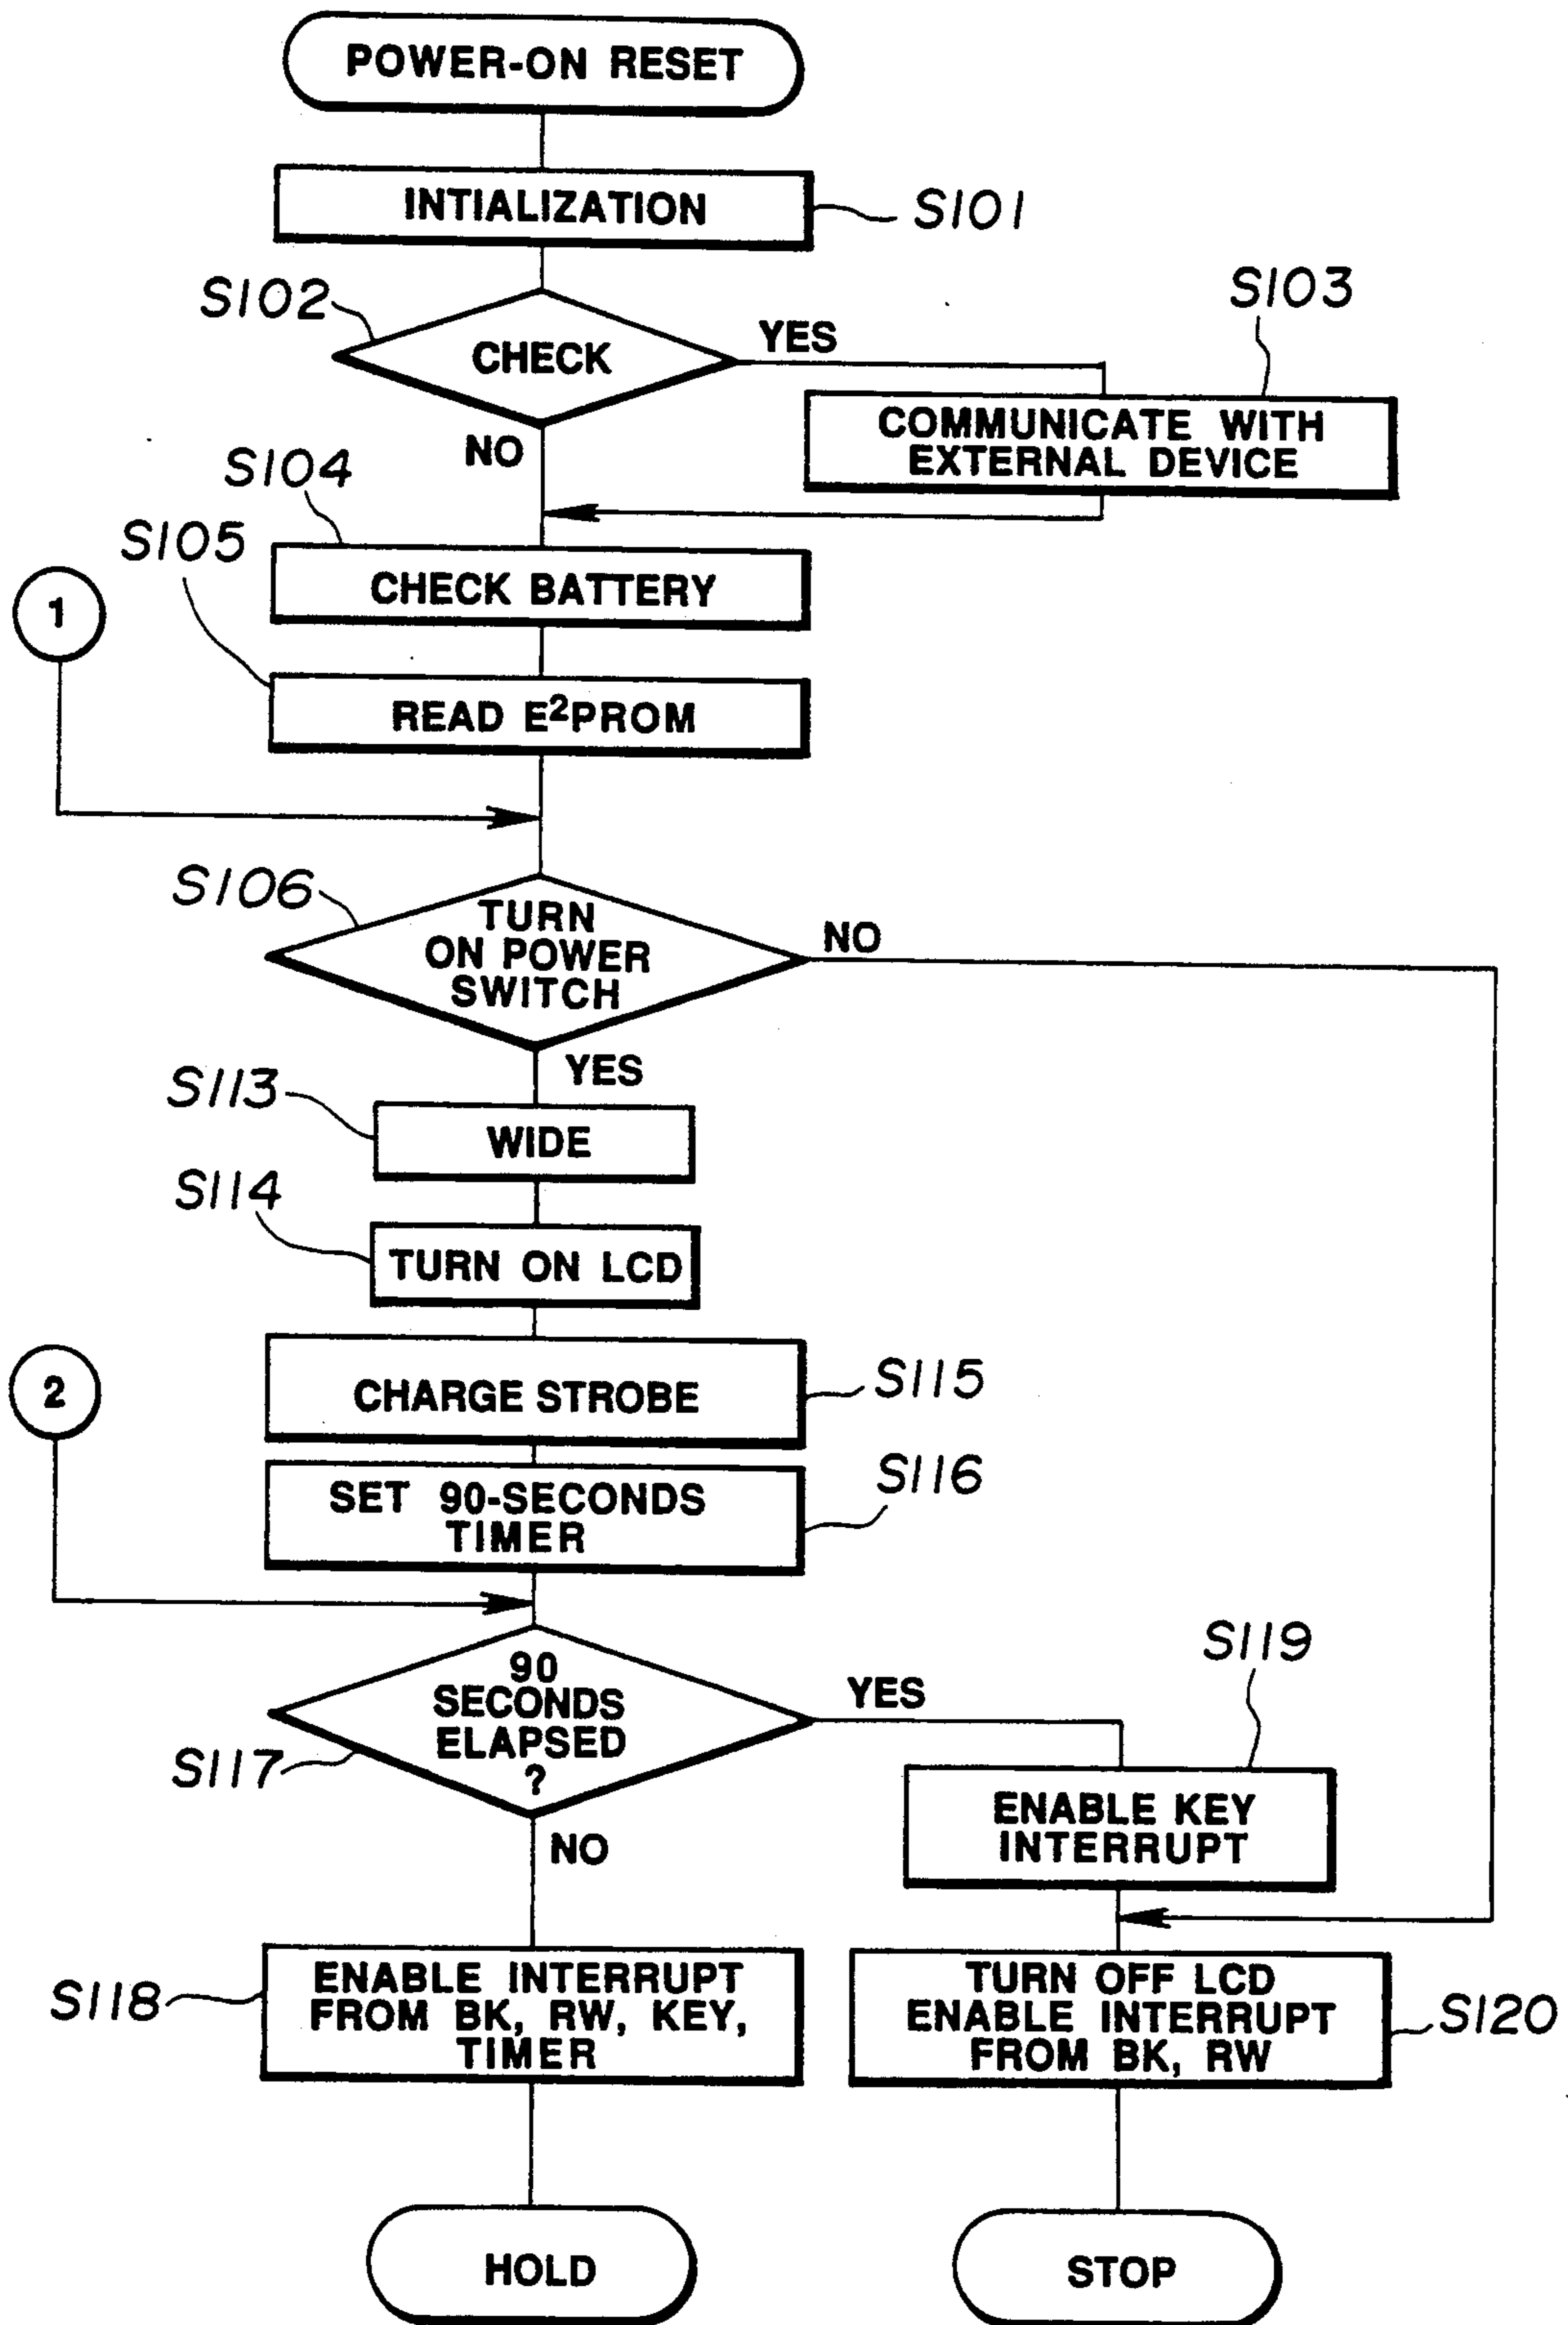 POWER-ON RESET
INTIALIZATION
S101
S102
CHECK
YES
S103
COMMUNICATE WITH
EXTERNAL DEVICE
NO
S104
CHECK BATTERY
S105
1
READ E²PROM
S106
TURN
ON POWER
SWITCH
NO
YES
S113
WIDE
S114
TURN ON LCD
2
CHARGE STROBE
S115
SET 90-SECONDS
TIMER
S116
90
SECONDS
ELAPSED
?
S117
YES
S119
ENABLE KEY
INTERRUPT
NO
S118
ENABLE INTERRUPT
FROM BK, RW, KEY,
TIMER
TURN OFF LCD
ENABLE INTERRUPT
FROM BK, RW
S120
HOLD
STOP